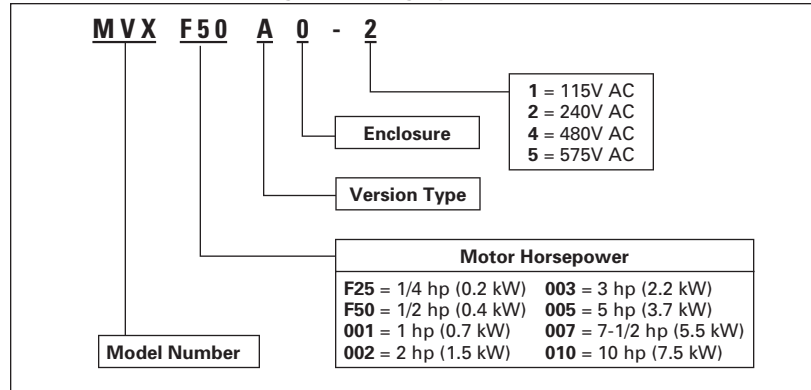 MVX F50 A 0 - 2
1 = 115V AC
2 = 240V AC
4 = 480V AC
5 = 575V AC
Enclosure
Version Type
Motor Horsepower
F25 = 1/4 hp (0.2 kW) 003 = 3 hp (2.2 kW)
F50 = 1/2 hp (0.4 kW) 005 = 5 hp (3.7 kW)
001 = 1 hp (0.7 kW) 007 = 7-1/2 hp (5.5 kW)
002 = 2 hp (1.5 kW) 010 = 10 hp (7.5 kW)
Model Number